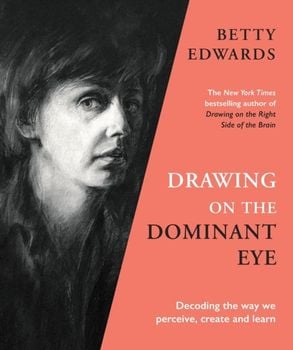 BETTY
EDWARDS
The New York Times
bestselling author of
Drawing on the Right
Side of the Brain
DRAWING
ON THE
DOMINANT
EYE
Decoding the way we
perceive, create and learn